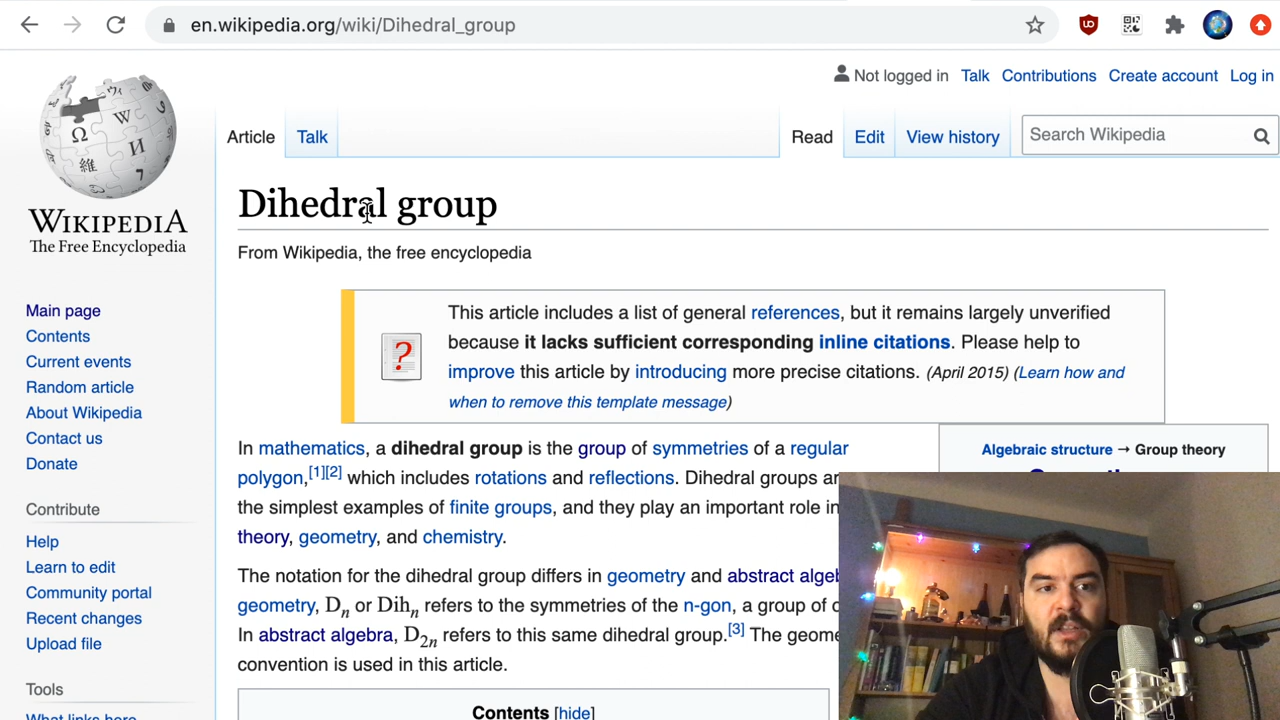 en.wikipedia.org/wiki/Dihedral_group
Not logged in Talk Contributions Create account Log in
Article Talk Read Edit View history Search Wikipedia
WIKIPEDIA
The Free Encyclopedia
Dihedral group
From Wikipedia, the free encyclopedia
Main page
Contents
Current events
Random article
About Wikipedia
Contact us
Donate
Contribute
Help
Learn to edit
Community portal
Recent changes
Upload file
Tools
What links here
This article includes a list of general references, but it remains largely unverified
because it lacks sufficient corresponding inline citations. Please help to
improve this article by introducing more precise citations. (April 2015) (Learn how and
when to remove this template message)
In mathematics, a dihedral group is the group of symmetries of a regular
polygon,[1][2] which includes rotations and reflections. Dihedral groups
the simplest examples of finite groups, and they play an important role in
theory, geometry, and chemistry.
The notation for the dihedral group differs in geometry and abstract
geometry, Dn or Dihn refers to the symmetries of the n-gon, a group of
In abstract algebra, D2n refers to this same dihedral group.[3] The
convention is used in this article.
Contents [hide]
Algebraic structure → Group theory